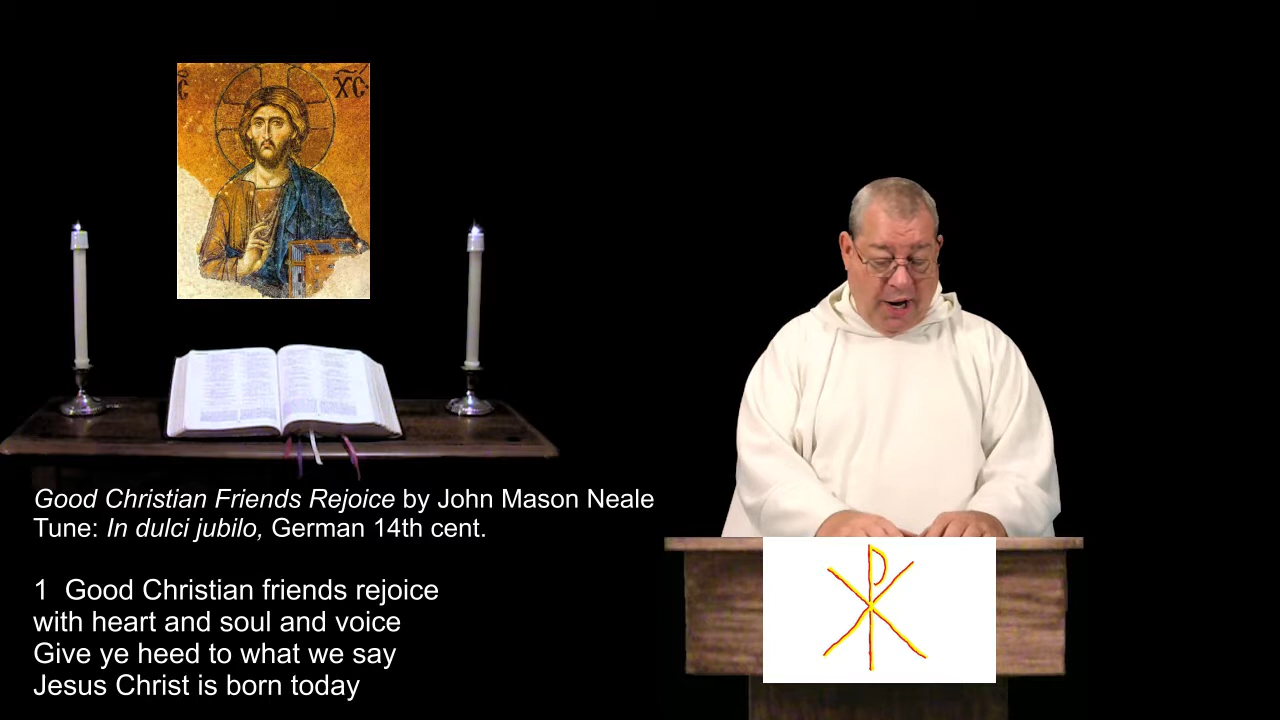 X͠C
Good Christian Friends Rejoice by John Mason Neale
Tune: In dulci jubilo, German 14th cent.
1 Good Christian friends rejoice
with heart and soul and voice
Give ye heed to what we say
Jesus Christ is born today